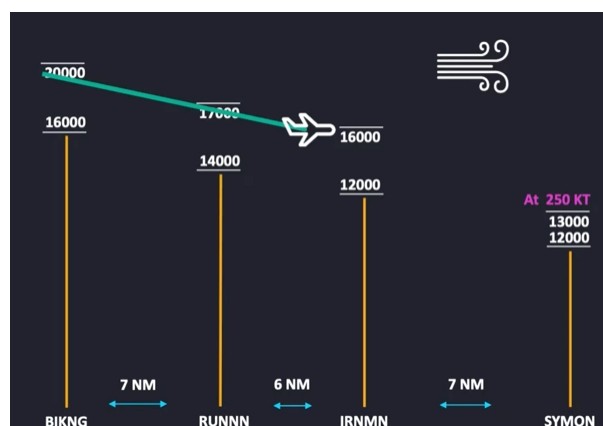 20000
16000
17000
14000
16000
12000
At 250 KT
13000
12000
7 NM
6 NM
7 NM
BIKNG
RUNNN
IRNMN
SYMON